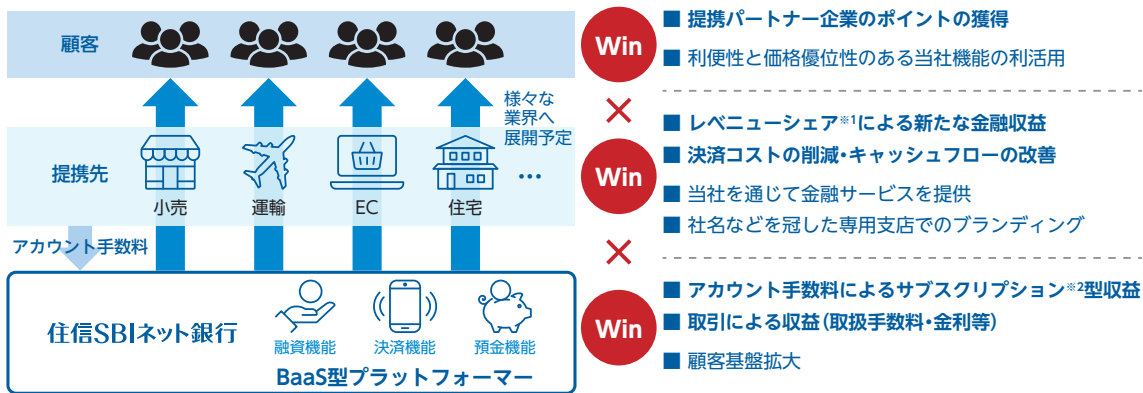 顧客
様々な
業界へ
展開予定
提携先
小売
運輸
EC
住宅
…
アカウント手数料
住信SBIネット銀行
融資機能
決済機能
預金機能
BaaS型プラットフォーマー
Win
■ 提携パートナー企業のポイントの獲得
■ 利便性と価格優位性のある当社機能の利活用
×
Win
■ レベニューシェア※1による新たな金融収益
■ 決済コストの削減・キャッシュフローの改善
■ 当社を通じて金融サービスを提供
■ 社名などを冠した専用支店でのブランディング
×
Win
■ アカウント手数料によるサブスクリプション※2型収益
■ 取引による収益(取扱手数料・金利等)
■ 顧客基盤拡大